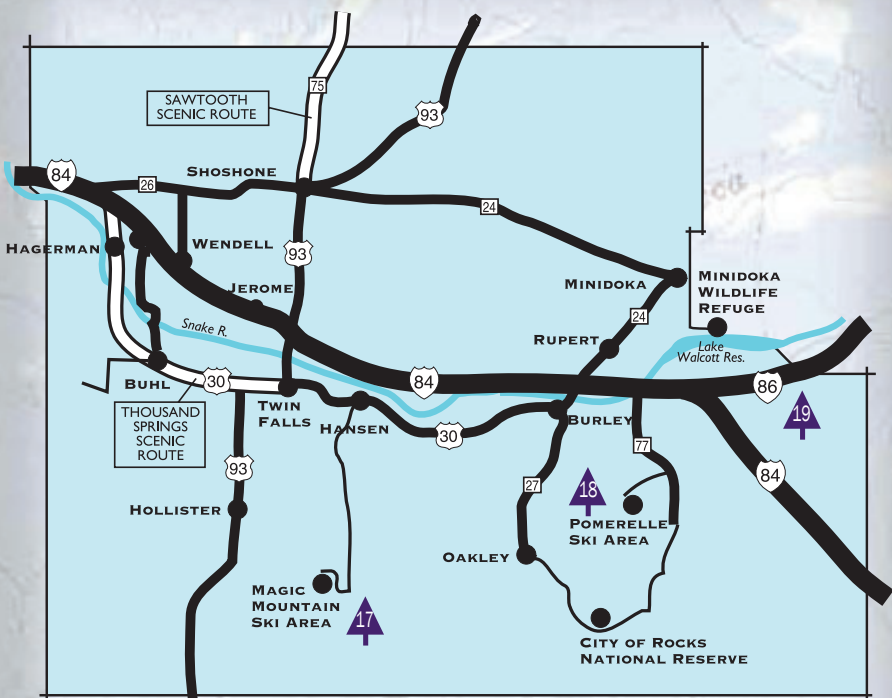 75
SAWTOOTH
SCENIC ROUTE
93
84
26
SHOSHONE
24
HAGERMAN
WENDELL
93
JEROME
MINIDOKA
MINIDOKA
WILDLIFE
REFUGE
24
Snake R.
RUPERT
Lake
Walcott Res.
BUHL
30
84
86
TWIN
FALLS
THOUSAND
SPRINGS
SCENIC
ROUTE
HANSEN
BURLEY
19
30
77
93
84
27
18
HOLLISTER
POMERELLE
SKI AREA
OAKLEY
MAGIC
MOUNTAIN
SKI AREA
17
CITY OF ROCKS
NATIONAL RESERVE